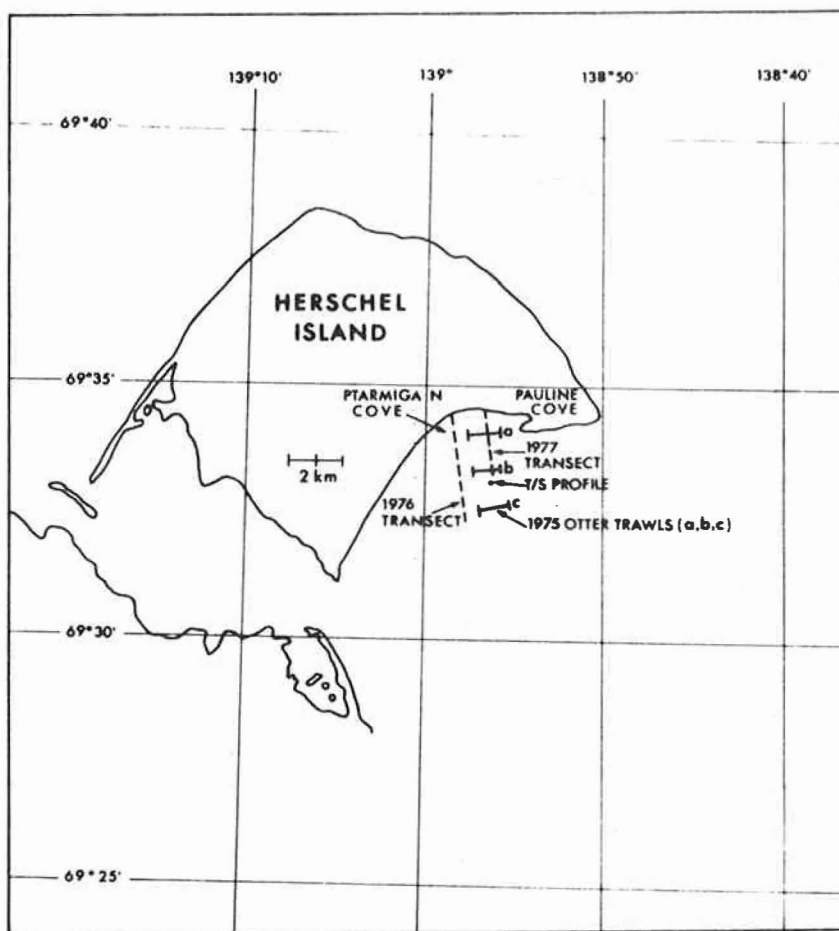 139°10'
139°
138°50'
138°40'
69°40'
HERSCHEL
ISLAND
69°35'
PTARMIGAN
COVE
PAULINE
COVE
a
1977
TRANSECT
b
T/S PROFILE
2 km
1976
TRANSECT
c
1975 OTTER TRAWLS (a,b,c)
69°30'
69°25'